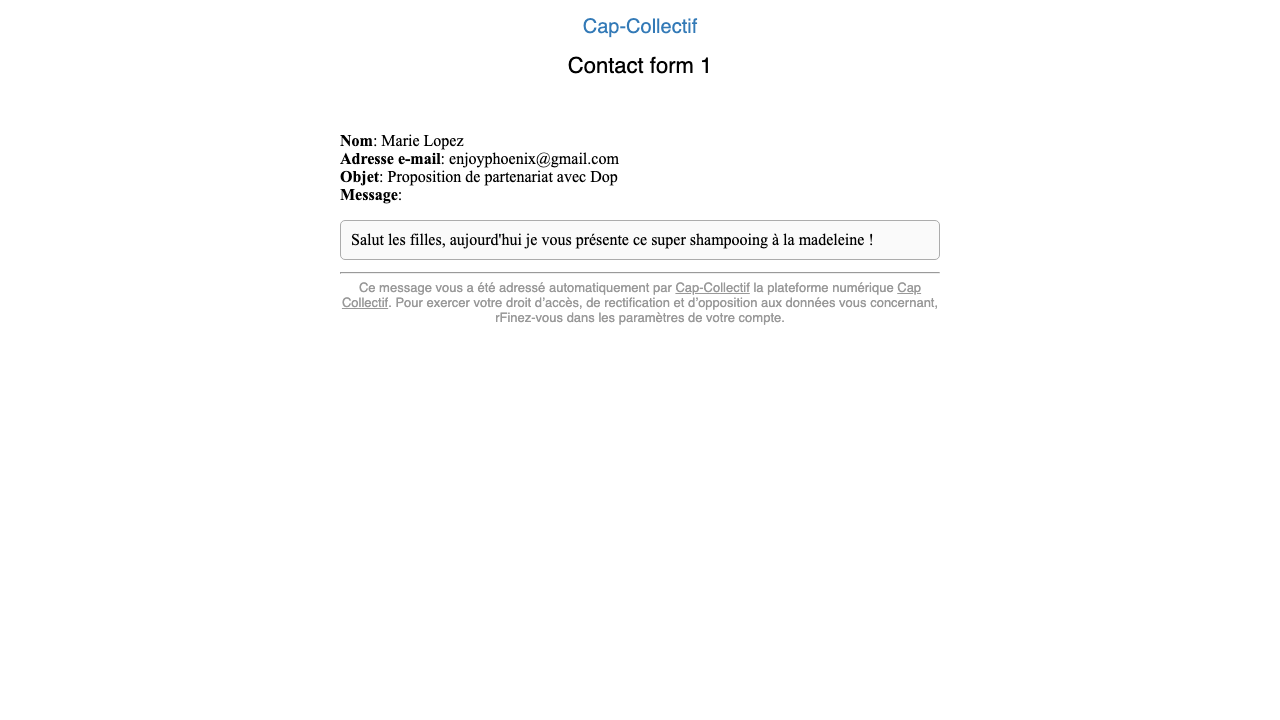 Cap-Collectif
Contact form 1
Nom: Marie Lopez
Adresse e-mail: enjoyphoenix@gmail.com
Objet: Proposition de partenariat avec Dop
Message:
Salut les filles, aujourd'hui je vous présente ce super shampooing à la madeleine !
Ce message vous a été adressé automatiquement par Cap-Collectif la plateforme numérique Cap
Collectif. Pour exercer votre droit d’accès, de rectification et d’opposition aux données vous concernant,
rFinez-vous dans les paramètres de votre compte.